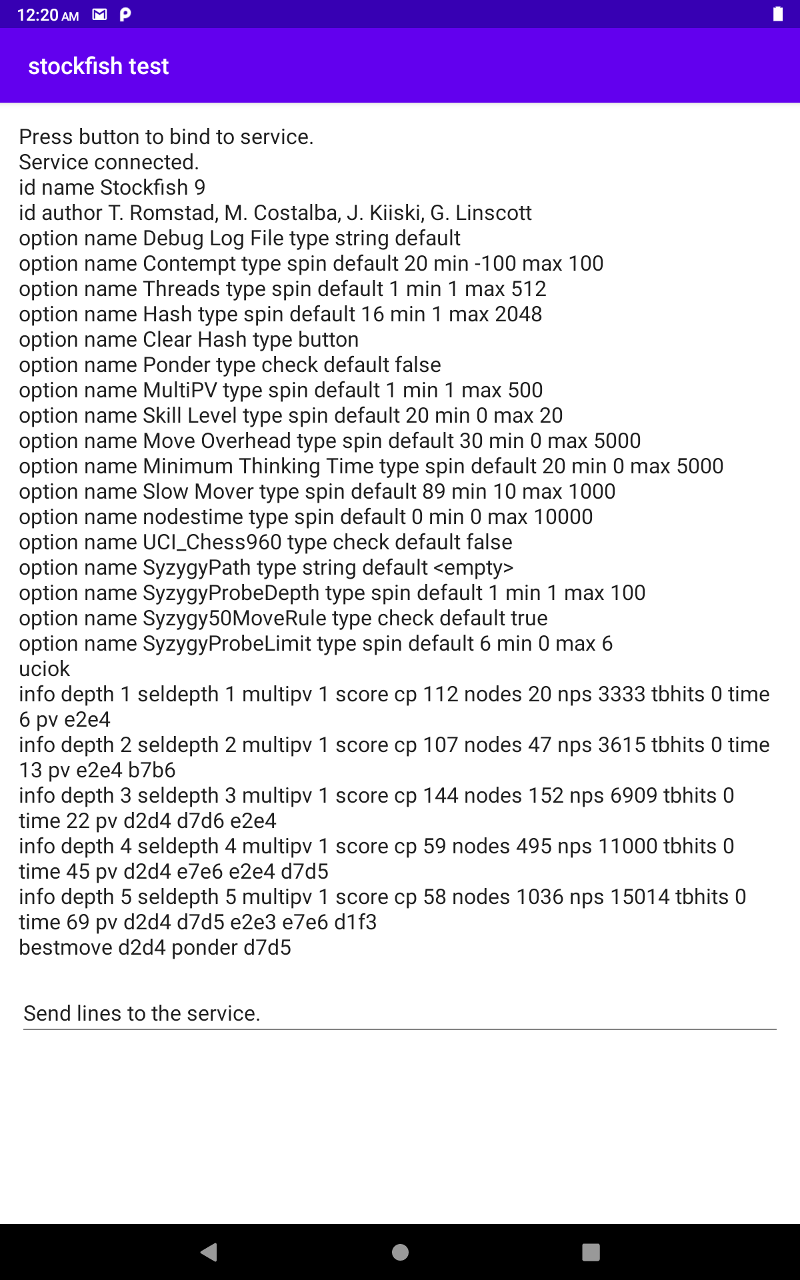 12:20 AM
stockfish test
Press button to bind to service.
Service connected.
id name Stockfish 9
id author T. Romstad, M. Costalba, J. Kiiski, G. Linscott
option name Debug Log File type string default
option name Contempt type spin default 20 min -100 max 100
option name Threads type spin default 1 min 1 max 512
option name Hash type spin default 16 min 1 max 2048
option name Clear Hash type button
option name Ponder type check default false
option name MultiPV type spin default 1 min 1 max 500
option name Skill Level type spin default 20 min 0 max 20
option name Move Overhead type spin default 30 min 0 max 5000
option name Minimum Thinking Time type spin default 20 min 0 max 5000
option name Slow Mover type spin default 89 min 10 max 1000
option name nodestime type spin default 0 min 0 max 10000
option name UCI_Chess960 type check default false
option name SyzygyPath type string default <empty>
option name SyzygyProbeDepth type spin default 1 min 1 max 100
option name Syzygy50MoveRule type check default true
option name SyzygyProbeLimit type spin default 6 min 0 max 6
uciok
info depth 1 seldepth 1 multipv 1 score cp 112 nodes 20 nps 3333 tbhits 0 time
6 pv e2e4
info depth 2 seldepth 2 multipv 1 score cp 107 nodes 47 nps 3615 tbhits 0 time
13 pv e2e4 b7b6
info depth 3 seldepth 3 multipv 1 score cp 144 nodes 152 nps 6909 tbhits 0
time 22 pv d2d4 d7d6 e2e4
info depth 4 seldepth 4 multipv 1 score cp 59 nodes 495 nps 11000 tbhits 0
time 45 pv d2d4 e7e6 e2e4 d7d5
info depth 5 seldepth 5 multipv 1 score cp 58 nodes 1036 nps 15014 tbhits 0
time 69 pv d2d4 d7d5 e2e3 e7e6 d1f3
bestmove d2d4 ponder d7d5
Send lines to the service.